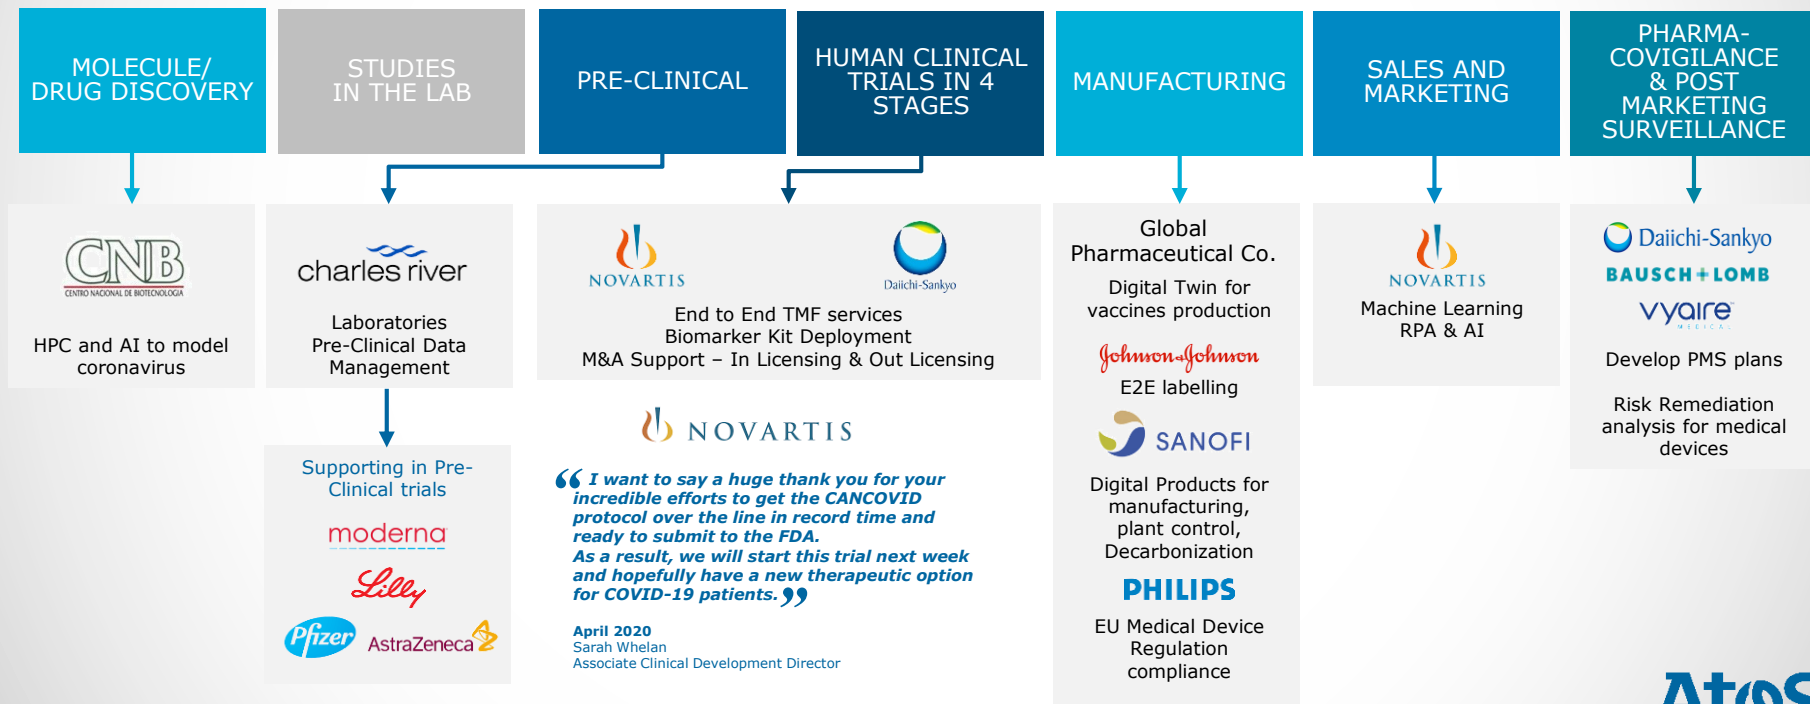 MOLECULE/
DRUG DISCOVERY
STUDIES
IN THE LAB
PRE-CLINICAL
HUMAN CLINICAL
TRIALS IN 4
STAGES
MANUFACTURING
SALES AND
MARKETING
PHARMA-
COVIGILANCE
& POST
MARKETING
SURVEILLANCE
CNB
CENTRO NACIONAL DE BIOTECNOLOGIA
HPC and AI to model
coronavirus
charles river
Laboratories
Pre-Clinical Data
Management
Supporting in Pre-
Clinical trials
moderna
Lilly
Pfizer
AstraZeneca
NOVARTIS
Daiichi-Sankyo
End to End TMF services
Biomarker Kit Deployment
M&A Support – In Licensing & Out Licensing
NOVARTIS
“ I want to say a huge thank you for your
incredible efforts to get the CANCOVID
protocol over the line in record time and
ready to submit to the FDA.
As a result, we will start this trial next week
and hopefully have a new therapeutic option
for COVID-19 patients.”
April 2020
Sarah Whelan
Associate Clinical Development Director
Global
Pharmaceutical Co.
Digital Twin for
vaccines production
Johnson+Johnson
E2E labelling
SANOFI
Digital Products for
manufacturing,
plant control,
Decarbonization
PHILIPS
EU Medical Device
Regulation
compliance
NOVARTIS
Machine Learning
RPA & AI
Daiichi-Sankyo
BAUSCH+LOMB
vyaire
MEDICAL
Develop PMS plans
Risk Remediation
analysis for medical
devices
Atos